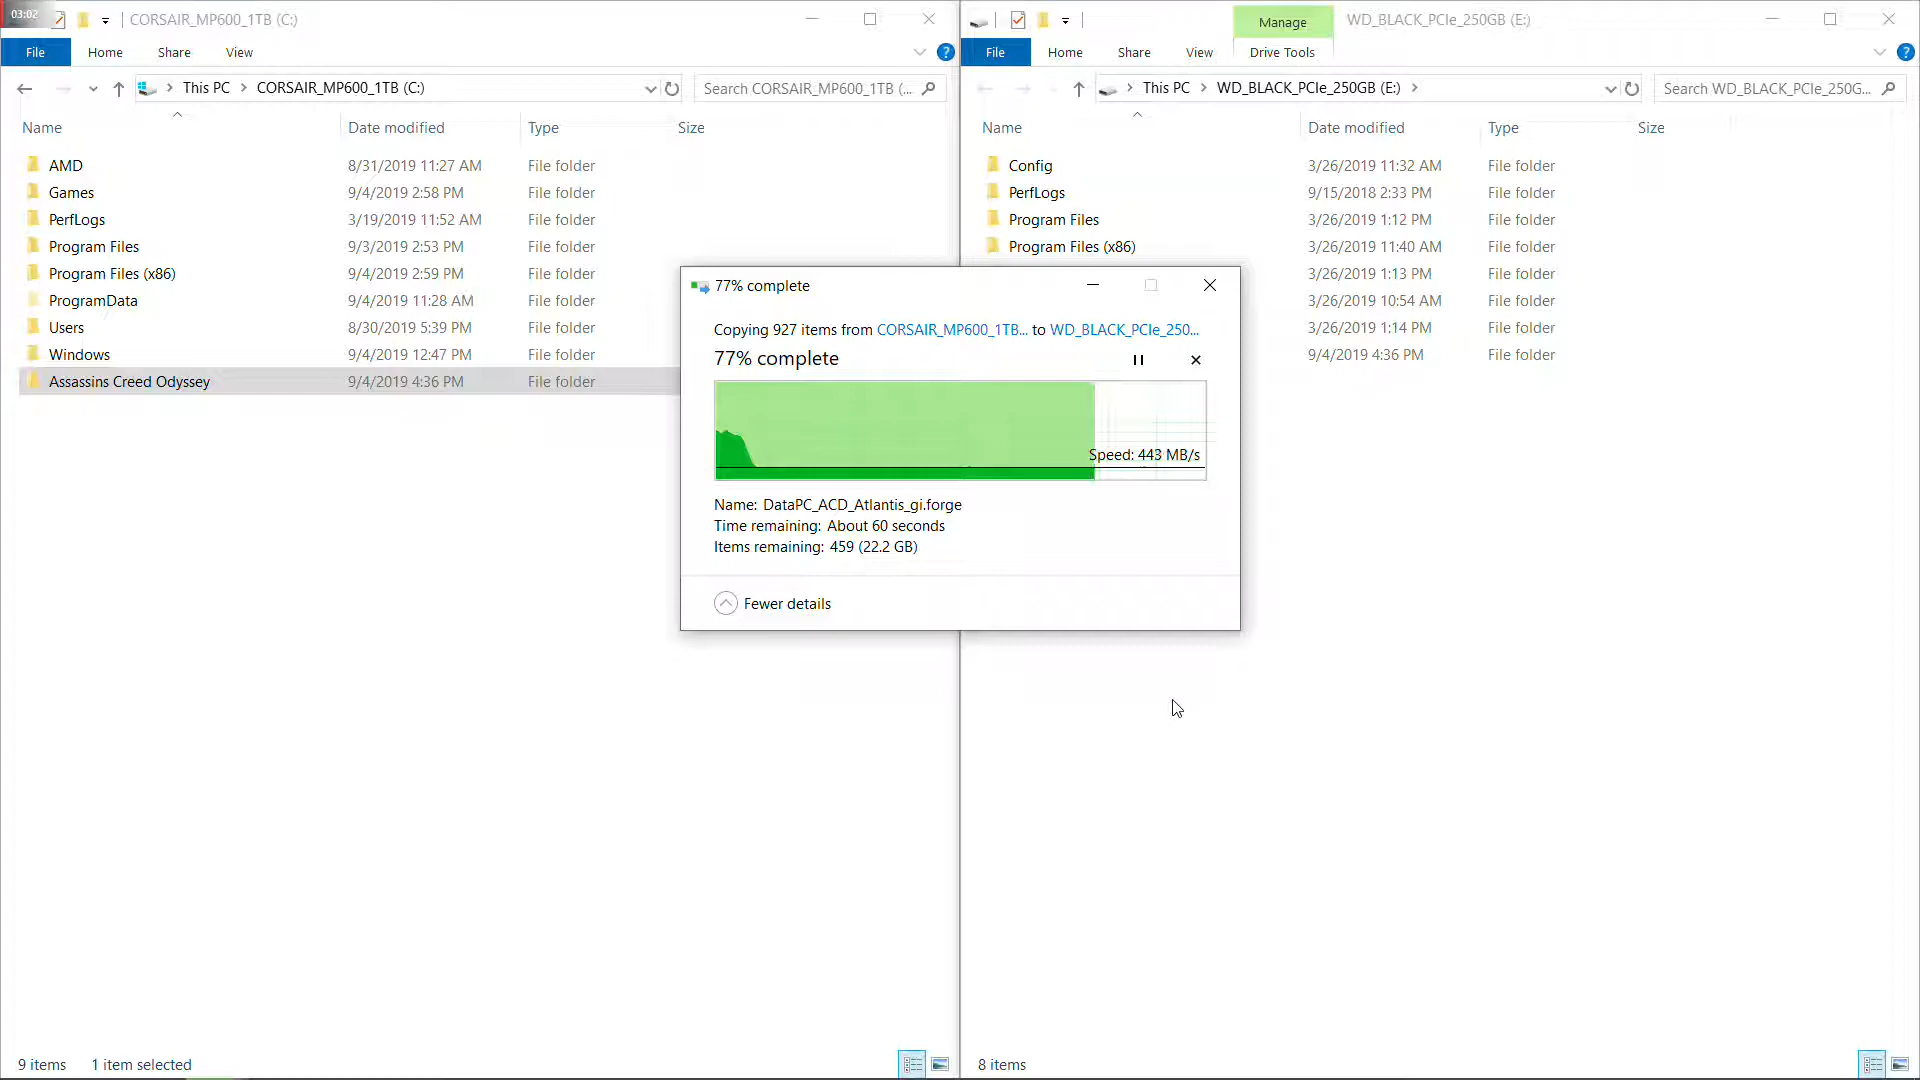 03:02
CORSAIR_MP600_1TB (C:)
File Home Share View
This PC CORSAIR_MP600_1TB (C:)
Search CORSAIR_MP600_1TB (...
Name Date modified Type Size
AMD 8/31/2019 11:27 AM File folder
Games 9/4/2019 2:58 PM File folder
PerfLogs 3/19/2019 11:52 AM File folder
Program Files 9/3/2019 2:53 PM File folder
Program Files (x86) 9/4/2019 2:59 PM File folder
ProgramData 9/4/2019 11:28 AM File folder
Users 8/30/2019 5:39 PM File folder
Windows 9/4/2019 12:47 PM File folder
Assassins Creed Odyssey 9/4/2019 4:36 PM File folder
9 items 1 item selected
Manage WD_BLACK_PCIe_250GB (E:)
File Home Share View Drive Tools
This PC WD_BLACK_PCIe_250GB (E:)
Search WD_BLACK_PCIe_250G...
Name Date modified Type Size
Config 3/26/2019 11:32 AM File folder
PerfLogs 9/15/2018 2:33 PM File folder
Program Files 3/26/2019 1:12 PM File folder
Program Files (x86) 3/26/2019 11:40 AM File folder
3/26/2019 1:13 PM File folder
3/26/2019 10:54 AM File folder
3/26/2019 1:14 PM File folder
9/4/2019 4:36 PM File folder
8 items
77% complete
Copying 927 items from CORSAIR_MP600_1TB... to WD_BLACK_PCIe_250...
77% complete
Speed: 443 MB/s
Name: DataPC_ACD_Atlantis_gi.forge
Time remaining: About 60 seconds
Items remaining: 459 (22.2 GB)
Fewer details